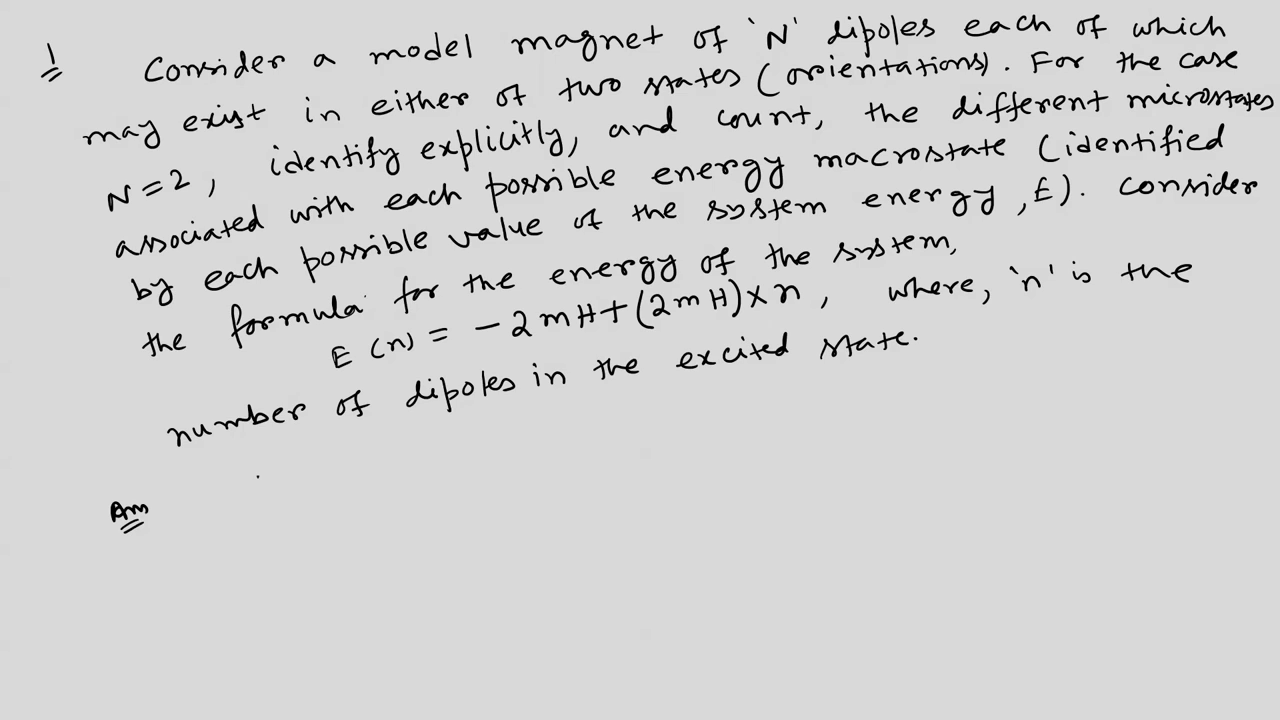 1 Consider a model magnet of 'N' dipoles each of which
may exist in either of two states (orientations). For the case
N = 2, identify explicitly, and count, the different microstates
associated with each possible energy macrostate (identified
by each possible value of the system energy, E). Consider
the formula for the energy of the system,
E(n) = -2mH + (2mH) × n, where, 'n' is the
number of dipoles in the excited state.
Ans